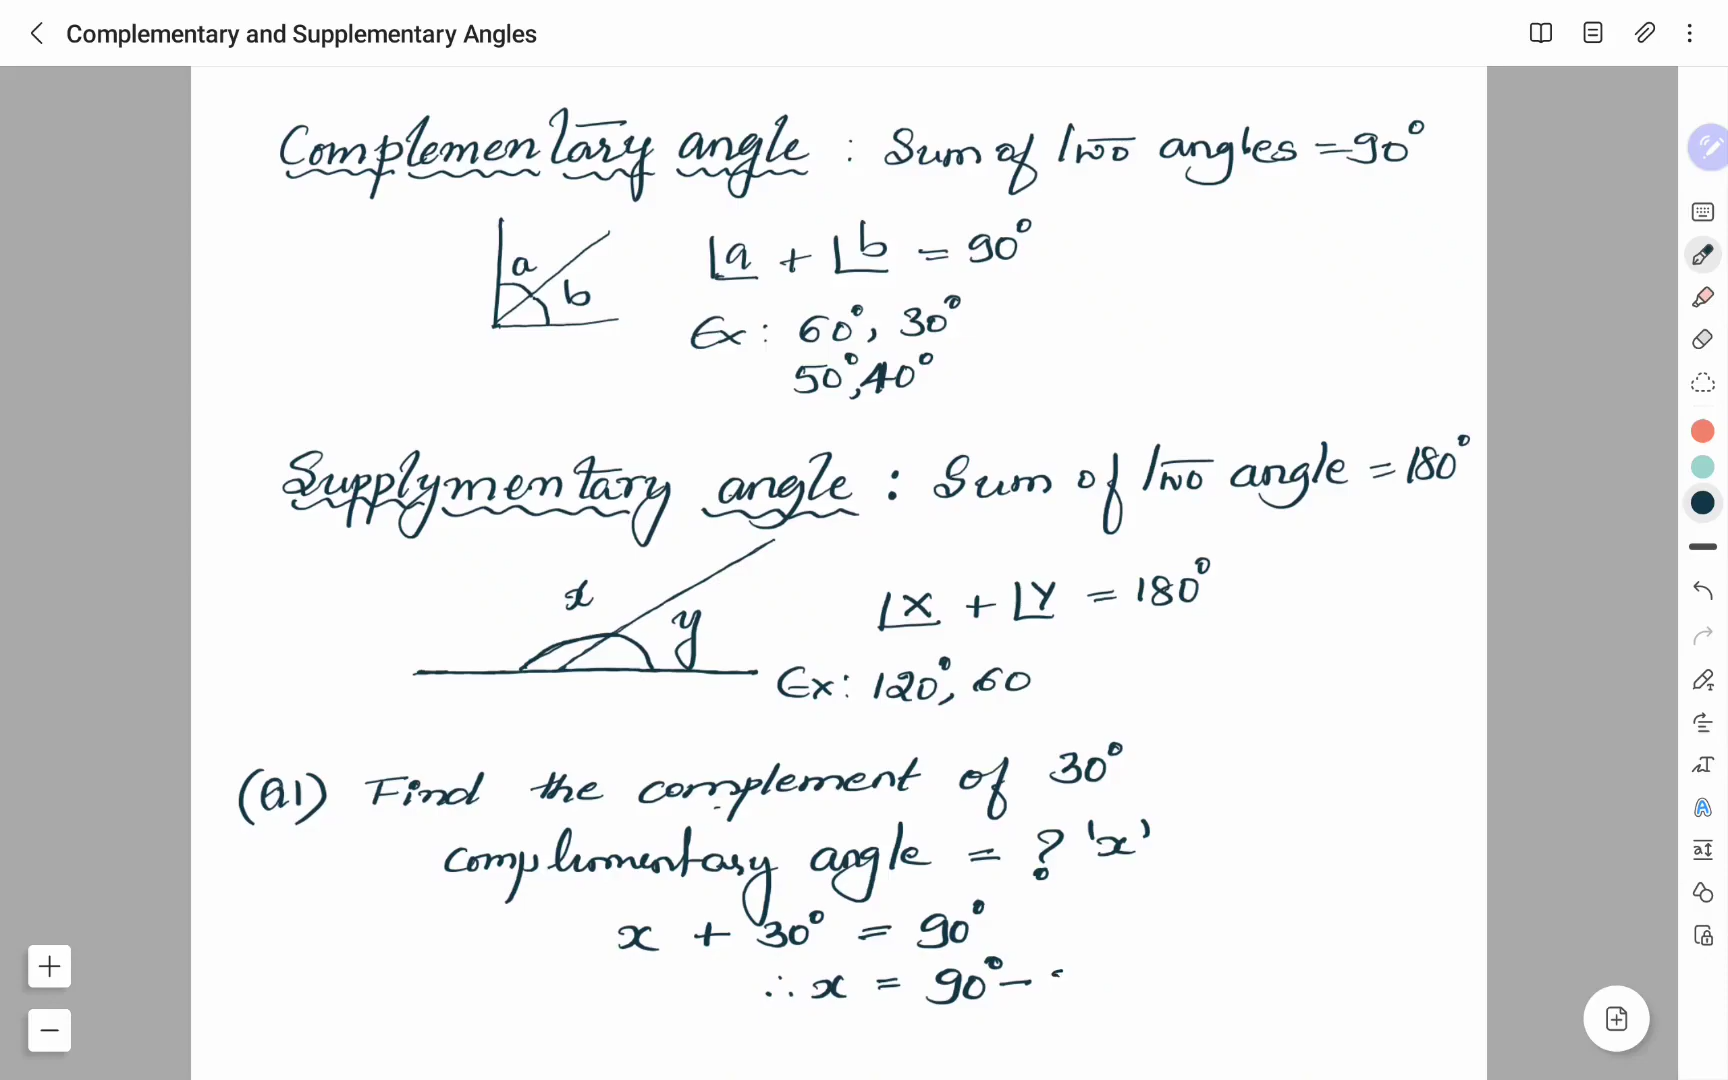 Complementary and Supplementary Angles
Complementary angle : Sum of two angles = 90°
a
b
∠a + ∠b = 90°
Ex : 60°, 30°
50°, 40°
Supplymentary angle : Sum of two angle = 180°
x
y
∠X + ∠Y = 180°
Ex : 120°, 60
(Q1) Find the complement of 30°
complimentary angle = ? 'x'
x + 30° = 90°
∴ x = 90° -